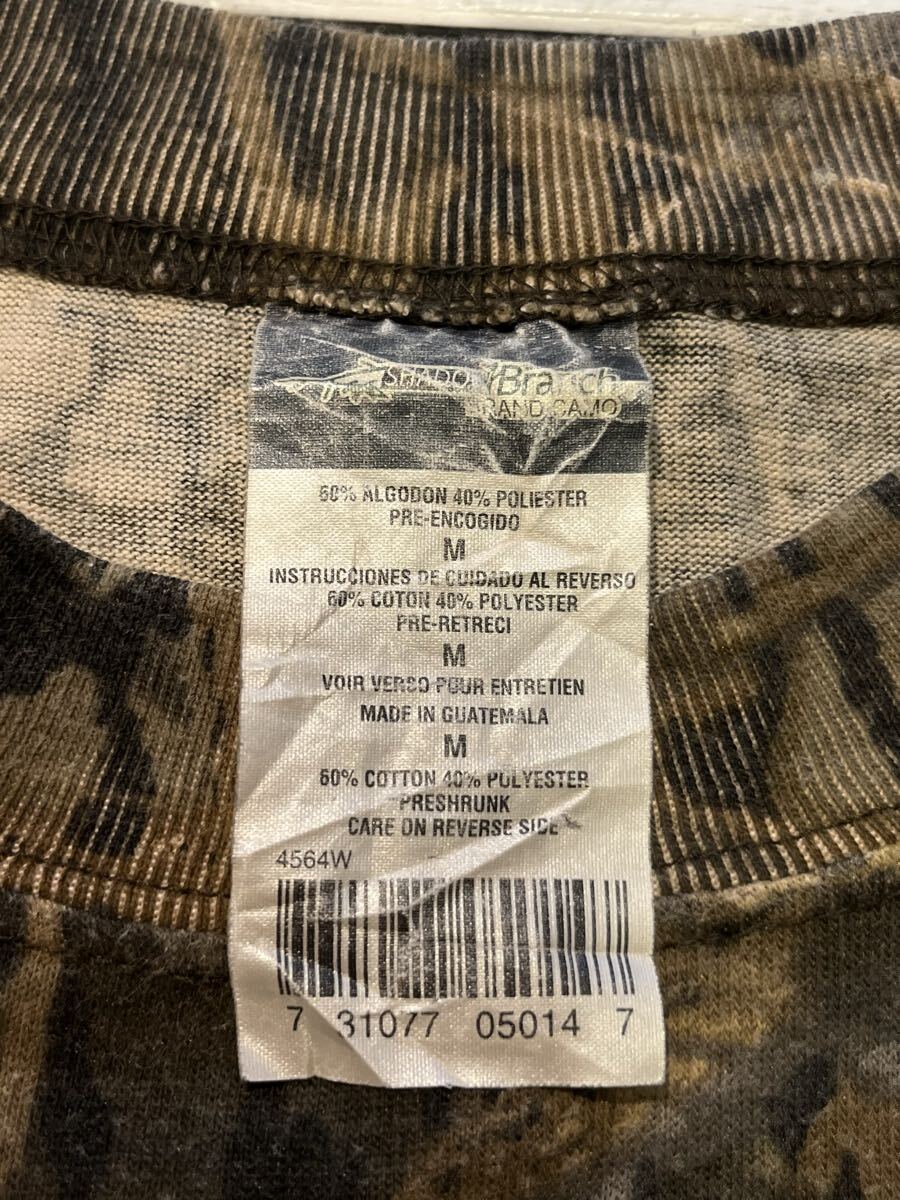 SHADOWBranch
BRAND CAMO
60% ALGODON 40% POLIESTER
PRE-ENCOGIDO
M
INSTRUCCIONES DE CUIDADO AL REVERSO
60% COTON 40% POLYESTER
PRE-RETRECI
M
VOIR VERSO POUR ENTRETIEN
MADE IN GUATEMALA
M
60% COTTON 40% POLYESTER
PRESHRUNK
CARE ON REVERSE SIDE
4564W
7 31077 05014 7